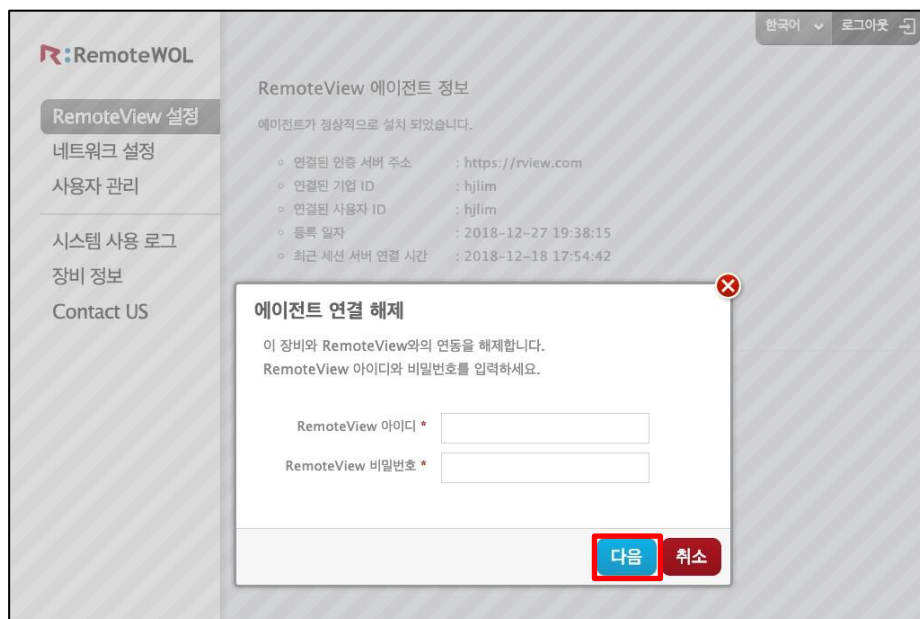 한국어
로그아웃
R:RemoteWOL
RemoteView 설정
네트워크 설정
사용자 관리
시스템 사용 로그
장비 정보
Contact US
RemoteView 에이전트 정보
에이전트가 정상적으로 설치 되었습니다.
연결된 인증 서버 주소 : https://rview.com
연결된 기업 ID : hjlim
연결된 사용자 ID : hjlim
등록 일자 : 2018-12-27 19:38:15
최근 세션 서버 연결 시간 : 2018-12-18 17:54:42
에이전트 연결 해제
이 장비와 RemoteView와의 연동을 해제합니다.
RemoteView 아이디와 비밀번호를 입력하세요.
RemoteView 아이디 *
RemoteView 비밀번호 *
다음
취소